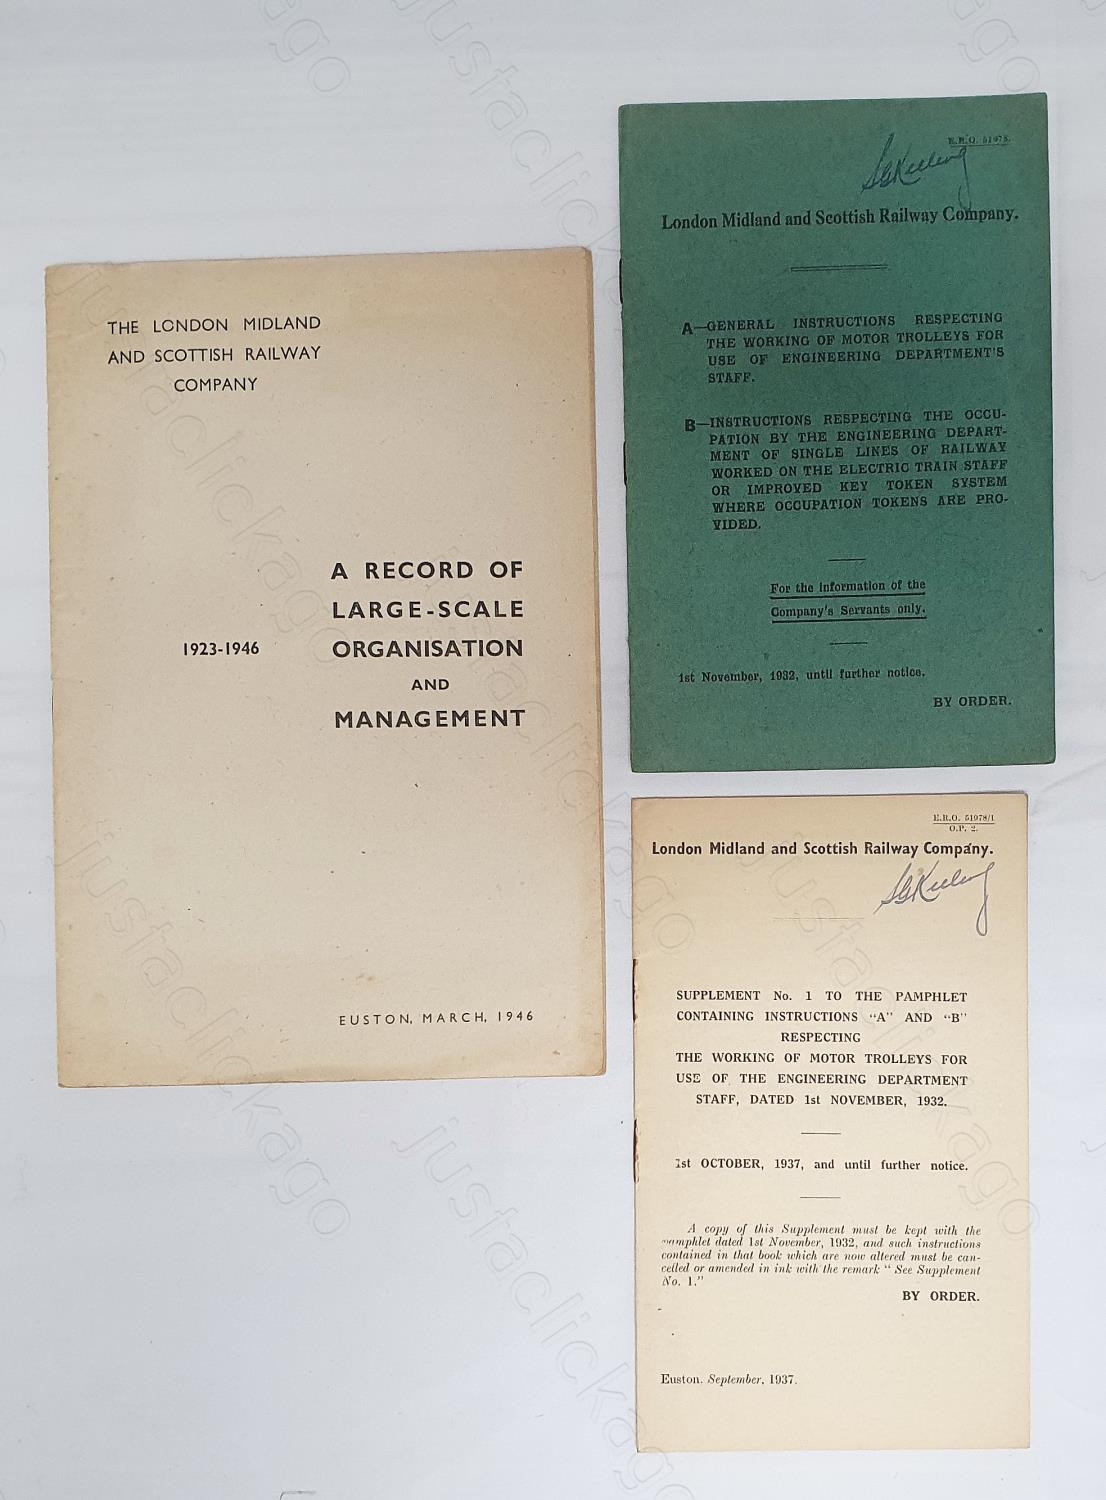 THE LONDON MIDLAND
AND SCOTTISH RAILWAY
COMPANY
A RECORD OF
LARGE-SCALE
1923-1946 ORGANISATION
AND
MANAGEMENT
EUSTON, MARCH, 1946
E.R.O. 51978.
London Midland and Scottish Railway Company.
A—GENERAL INSTRUCTIONS RESPECTING
THE WORKING OF MOTOR TROLLEYS FOR
USE OF ENGINEERING DEPARTMENT'S
STAFF.
B—INSTRUCTIONS RESPECTING THE OCCU-
PATION BY THE ENGINEERING DEPART-
MENT OF SINGLE LINES OF RAILWAY
WORKED ON THE ELECTRIC TRAIN STAFF
OR IMPROVED KEY TOKEN SYSTEM
WHERE OCCUPATION TOKENS ARE PRO-
VIDED.
For the information of the
Company's Servants only.
1st November, 1932, until further notice.
BY ORDER.
E.R.O. 51978/1
O.P. 2.
London Midland and Scottish Railway Company.
SUPPLEMENT No. 1 TO THE PAMPHLET
CONTAINING INSTRUCTIONS "A" AND "B"
RESPECTING
THE WORKING OF MOTOR TROLLEYS FOR
USE OF THE ENGINEERING DEPARTMENT
STAFF, DATED 1st NOVEMBER, 1932.
1st OCTOBER, 1937, and until further notice.
A copy of this Supplement must be kept with the
pamphlet dated 1st November, 1932, and such instructions
contained in that book which are now altered must be can-
celled or amended in ink with the remark " See Supplement
No. 1."
BY ORDER.
Euston. September, 1937.
justaclickago